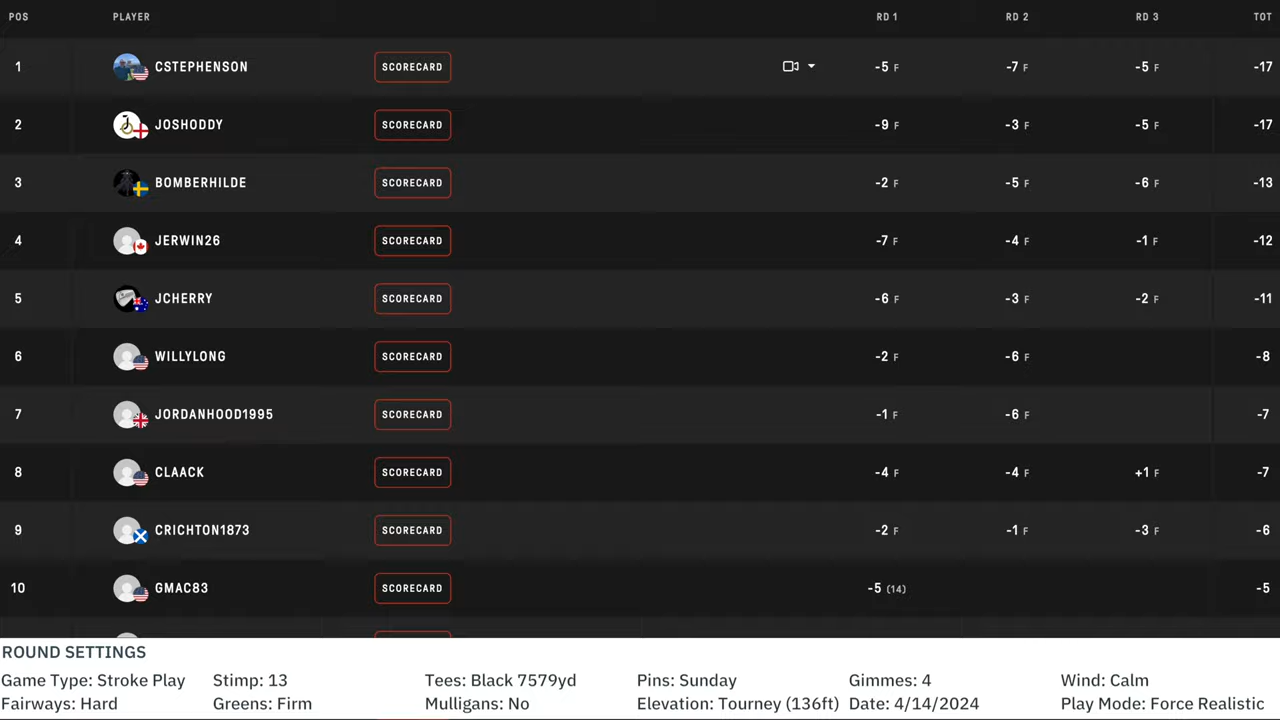 POS PLAYER RD 1 RD 2 RD 3 TOT
1 CSTEPHENSON SCORECARD -5 F -7 F -5 F -17
2 JOSHODDY SCORECARD -9 F -3 F -5 F -17
3 BOMBERHILDE SCORECARD -2 F -5 F -6 F -13
4 JERWIN26 SCORECARD -7 F -4 F -1 F -12
5 JCHERRY SCORECARD -6 F -3 F -2 F -11
6 WILLYLONG SCORECARD -2 F -6 F -8
7 JORDANHOOD1995 SCORECARD -1 F -6 F -7
8 CLAACK SCORECARD -4 F -4 F +1 F -7
9 CRICHTON1873 SCORECARD -2 F -1 F -3 F -6
10 GMAC83 SCORECARD -5 (14) -5
ROUND SETTINGS
Game Type: Stroke Play Stimp: 13 Tees: Black 7579yd Pins: Sunday Gimmes: 4 Wind: Calm
Fairways: Hard Greens: Firm Mulligans: No Elevation: Tourney (136ft) Date: 4/14/2024 Play Mode: Force Realistic